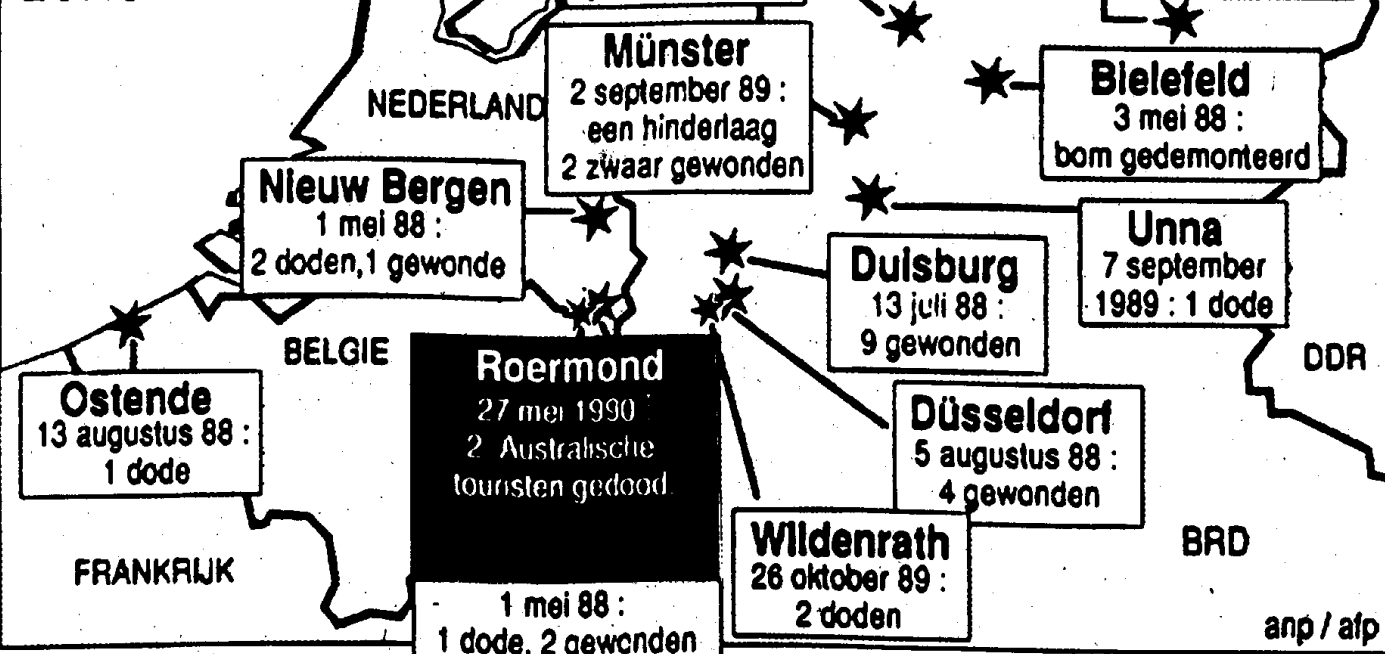 NEDERLAND
Münster
2 september 89 :
een hinderlaag
2 zwaar gewonden
Bielefeld
3 mei 88 :
bom gedemonteerd
Nieuw Bergen
1 mei 88 :
2 doden,1 gewonde
Unna
7 september
1989 : 1 dode
Duisburg
13 juli 88 :
9 gewonden
BELGIE
DDR
Ostende
13 augustus 88 :
1 dode
Roermond
27 mei 1990 :
2 Australische
touristen gedood.
1 mei 88 :
1 dode, 2 gewonden
Düsseldorf
5 augustus 88 :
4 gewonden
Wildenrath
26 oktober 89 :
2 doden
FRANKRIJK
BRD
anp / afp